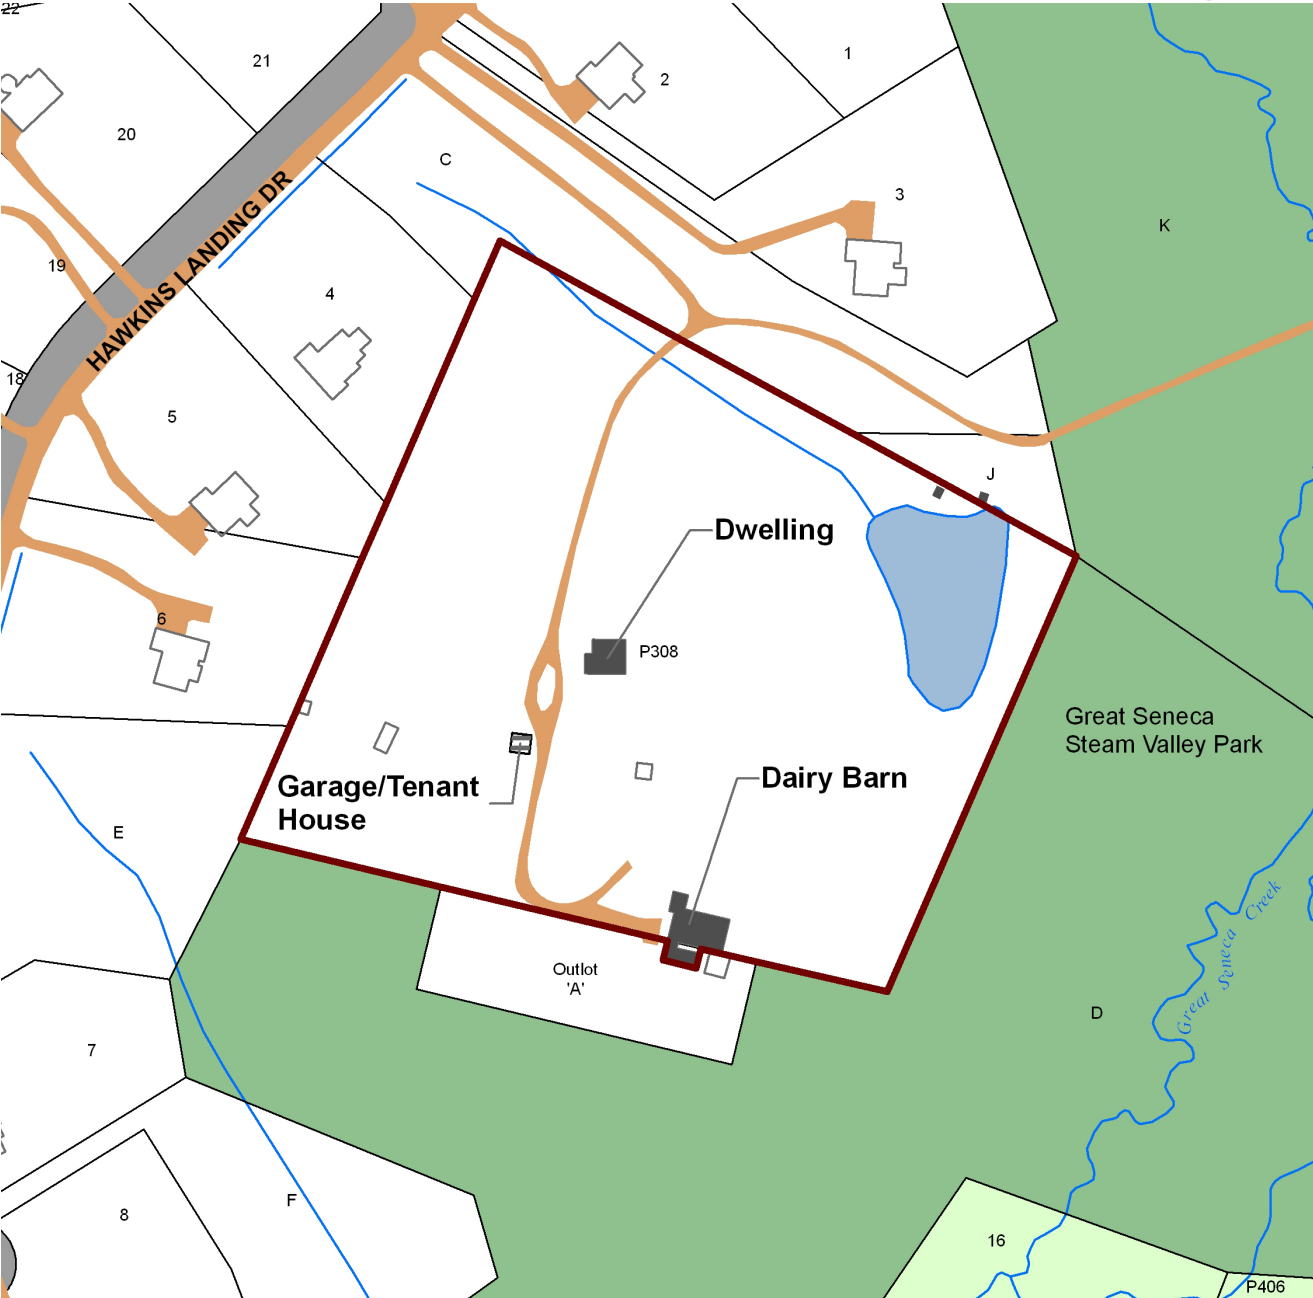 22
21
1
2
20
C
3
K
HAWKINS LANDING DR
19
4
18
5
J
Dwelling
6
P308
Great Seneca
Steam Valley Park
Garage/Tenant
House
Dairy Barn
E
Great Seneca Creek
Outlot
'A'
D
7
F
8
16
P406